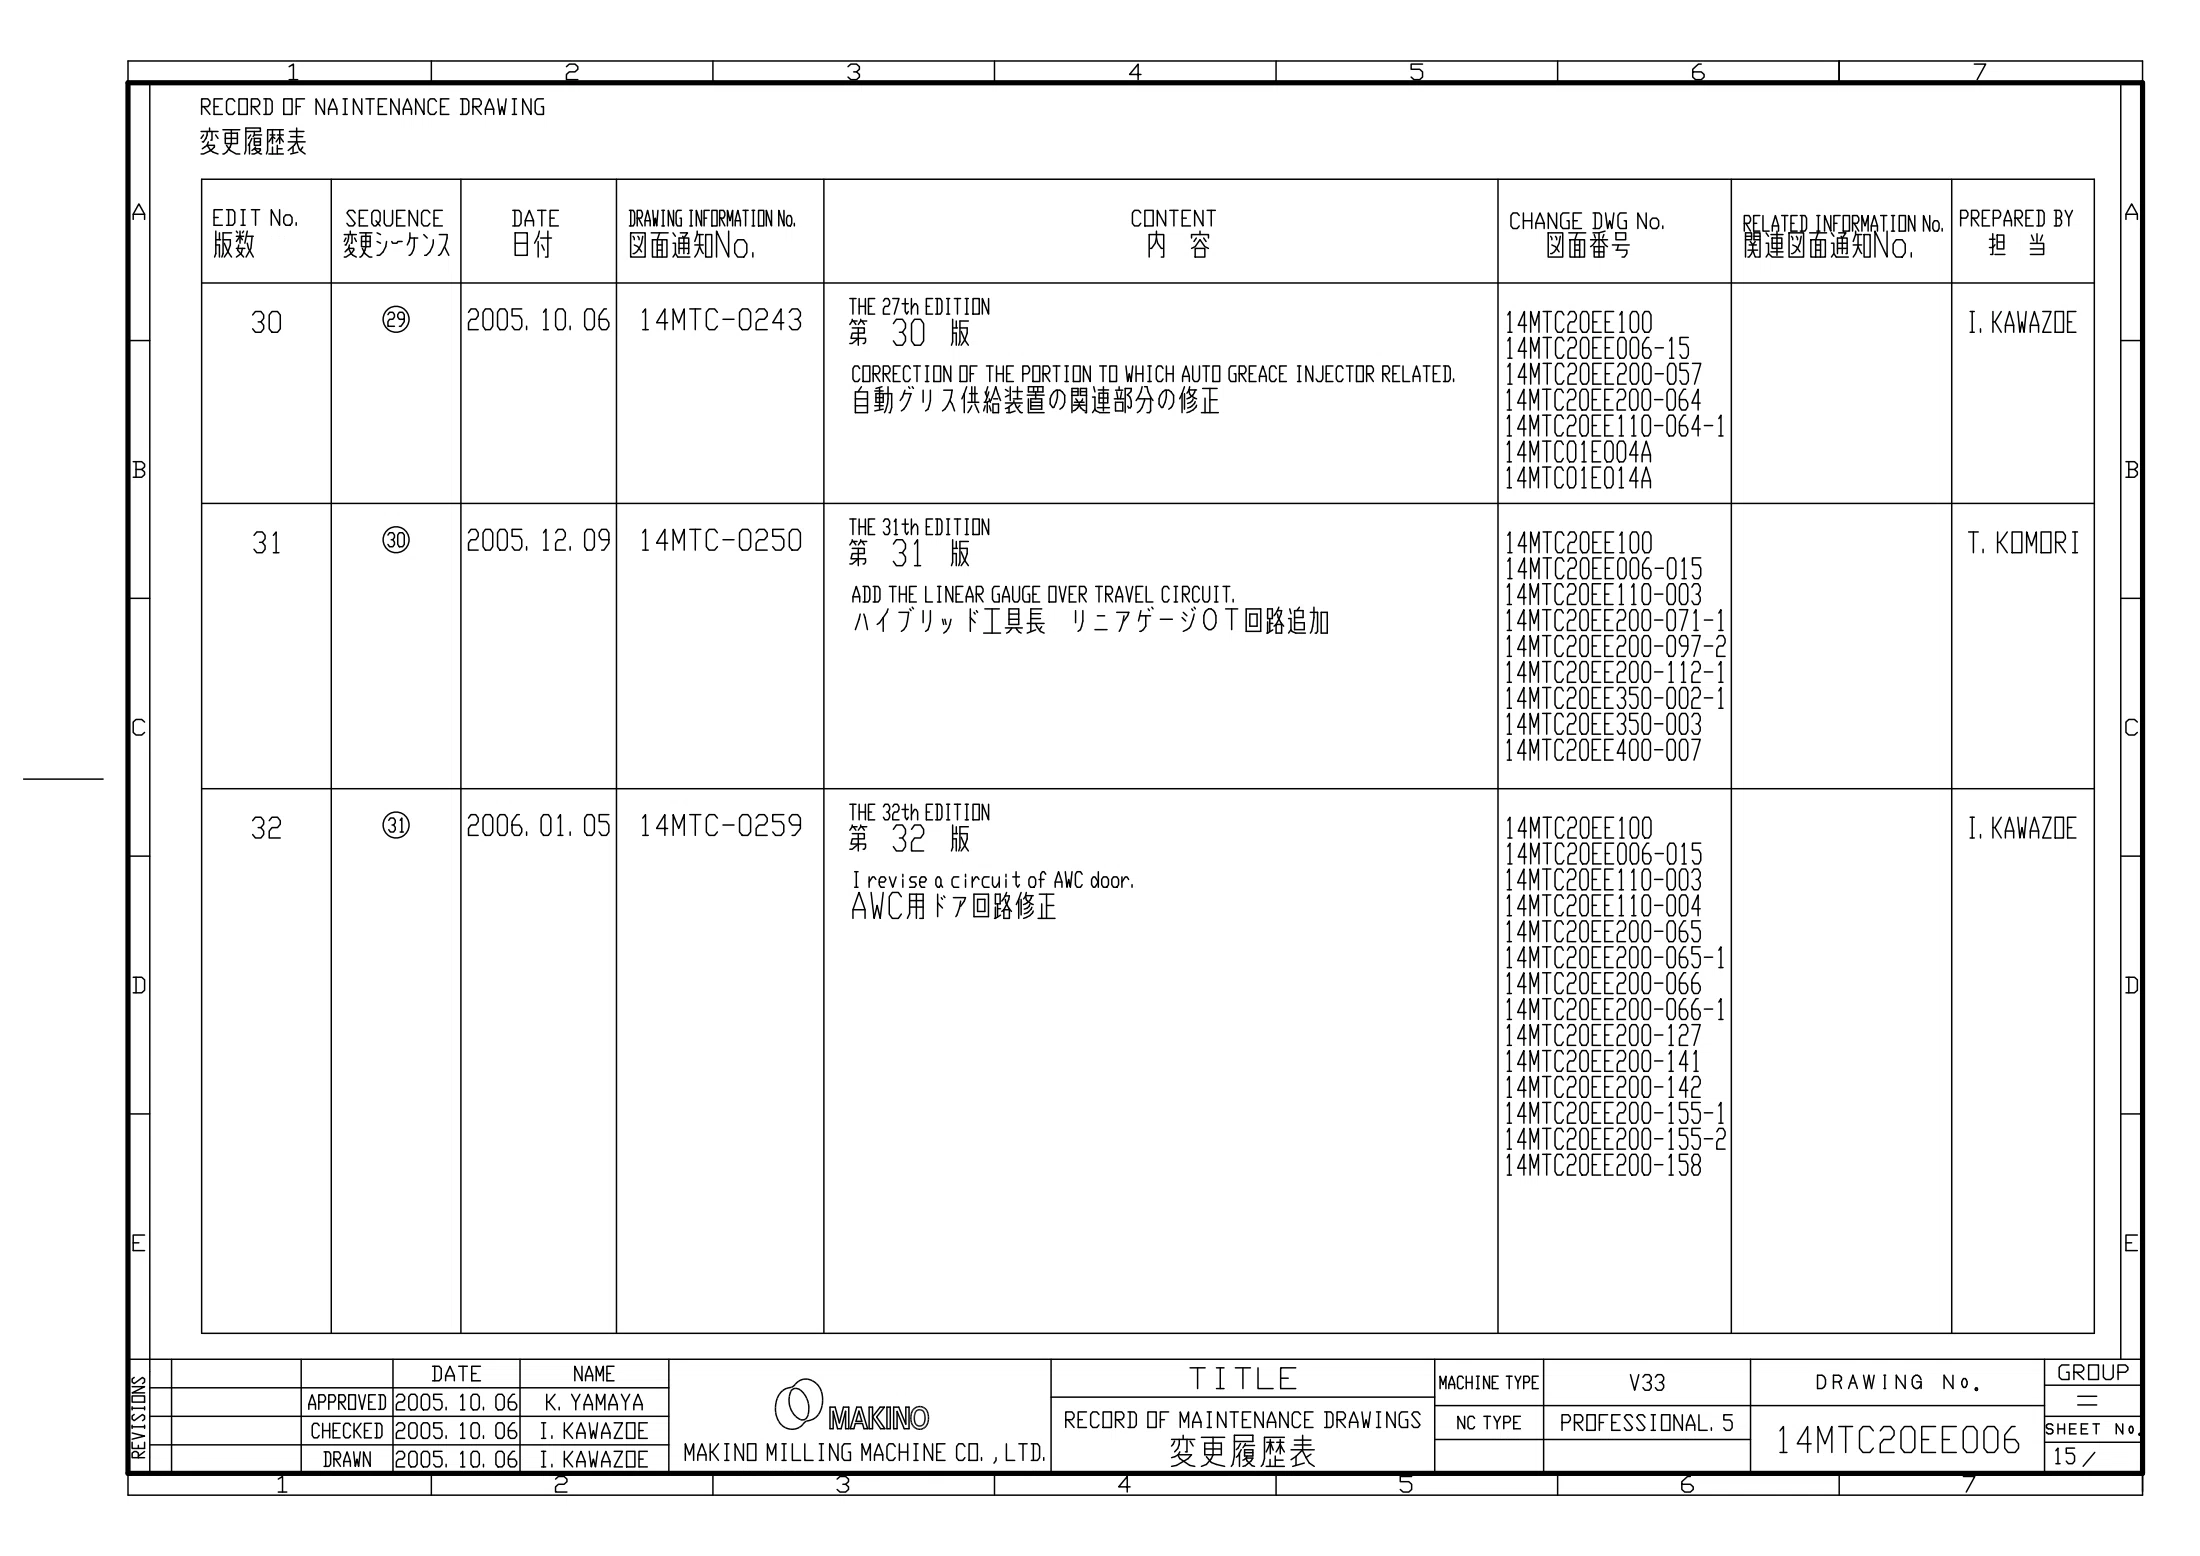 1 2 3 4 5 6 7
RECORD OF NAINTENANCE DRAWING
変更履歴表
EDIT No. SEQUENCE DATE DRAWING INFORMATION No. CONTENT CHANGE DWG No. RELATED INFORMATION No. PREPARED BY
版数 変更シーケンス 日付 図面通知No. 内 容 図面番号 関連図面通知No. 担 当
A A
30 ㉙ 2005.10.06 14MTC-0243 THE 27th EDITION 14MTC20EE100 I. KAWAZOE
第 30 版
14MTC20EE006-15
CORRECTION OF THE PORTION TO WHICH AUTO GREACE INJECTOR RELATED.
14MTC20EE200-057
自動グリス供給装置の関連部分の修正
14MTC20EE200-064
14MTC20EE110-064-1
14MTC01E004A
14MTC01E014A
B B
31 ㉚ 2005.12.09 14MTC-0250 THE 31th EDITION 14MTC20EE100 T. KOMORI
第 31 版
14MTC20EE006-015
ADD THE LINEAR GAUGE OVER TRAVEL CIRCUIT.
14MTC20EE110-003
ハイブリッド工具長 リニアゲージOT回路追加
14MTC20EE200-071-1
14MTC20EE200-097-2
14MTC20EE200-112-1
14MTC20EE350-002-1
14MTC20EE350-003
14MTC20EE400-007
C C
32 ㉛ 2006.01.05 14MTC-0259 THE 32th EDITION 14MTC20EE100 I. KAWAZOE
第 32 版
14MTC20EE006-015
I revise a circuit of AWC door.
14MTC20EE110-003
AWC用ドア回路修正
14MTC20EE110-004
14MTC20EE200-065
14MTC20EE200-065-1
14MTC20EE200-066
14MTC20EE200-066-1
14MTC20EE200-127
14MTC20EE200-141
14MTC20EE200-142
14MTC20EE200-155-1
14MTC20EE200-155-2
14MTC20EE200-158
D D
E E
REVISIONS
DATE NAME
APPROVED 2005.10.06 K. YAMAYA
CHECKED 2005.10.06 I. KAWAZOE
DRAWN 2005.10.06 I. KAWAZOE
MAKINO
MAKINO MILLING MACHINE CO.,LTD.
TITLE
RECORD OF MAINTENANCE DRAWINGS
変更履歴表
MACHINE TYPE V33
NC TYPE PROFESSIONAL.5
DRAWING No.
14MTC20EE006
GROUP
=
SHEET No.
15/
1 2 3 4 5 6 7